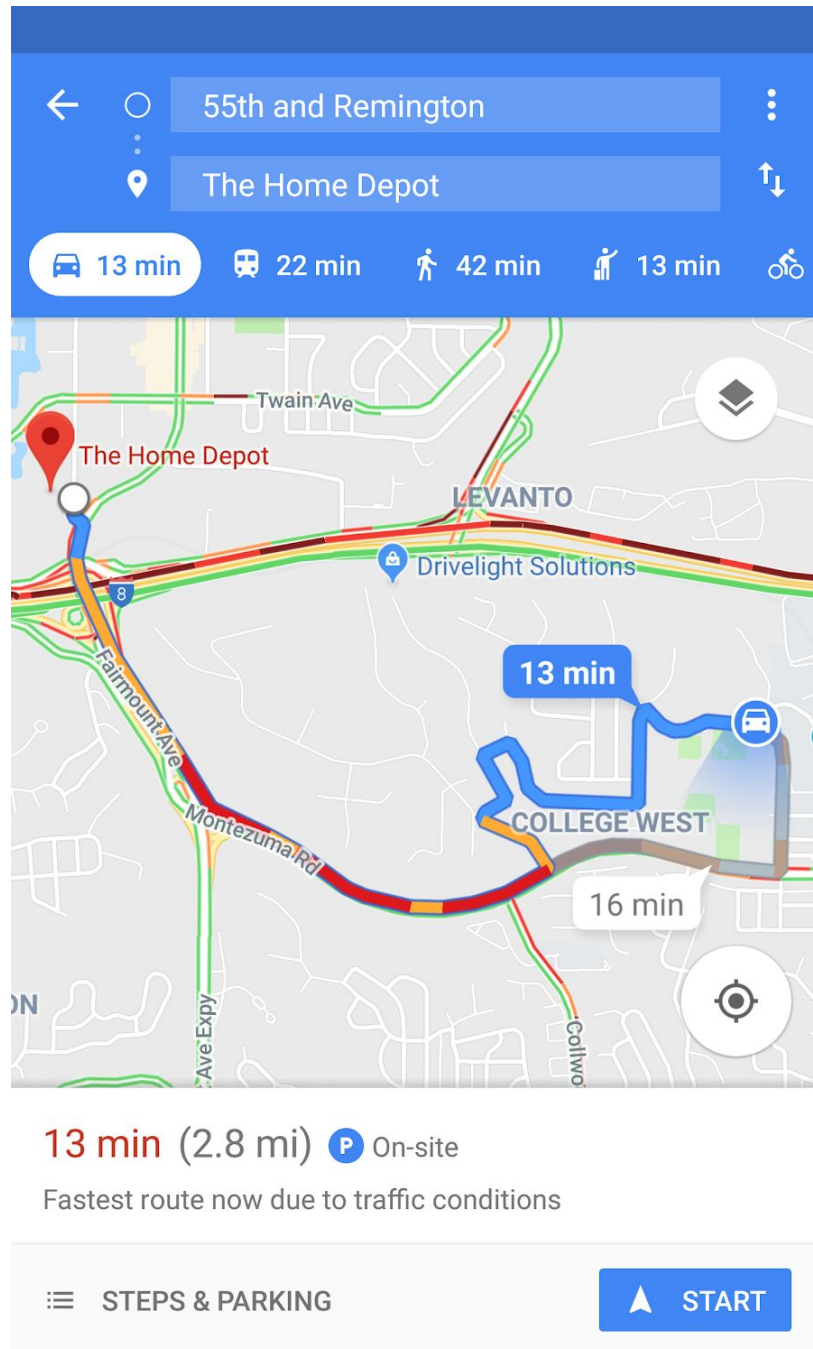 55th and Remington
The Home Depot
13 min
22 min
42 min
13 min
Twain Ave
The Home Depot
LEVANTO
Drivelight Solutions
8
13 min
Fairmount Ave
Montezuma Rd
COLLEGE WEST
16 min
ON
Ave Expy
Collwo
13 min (2.8 mi) P On-site
Fastest route now due to traffic conditions
STEPS & PARKING
START